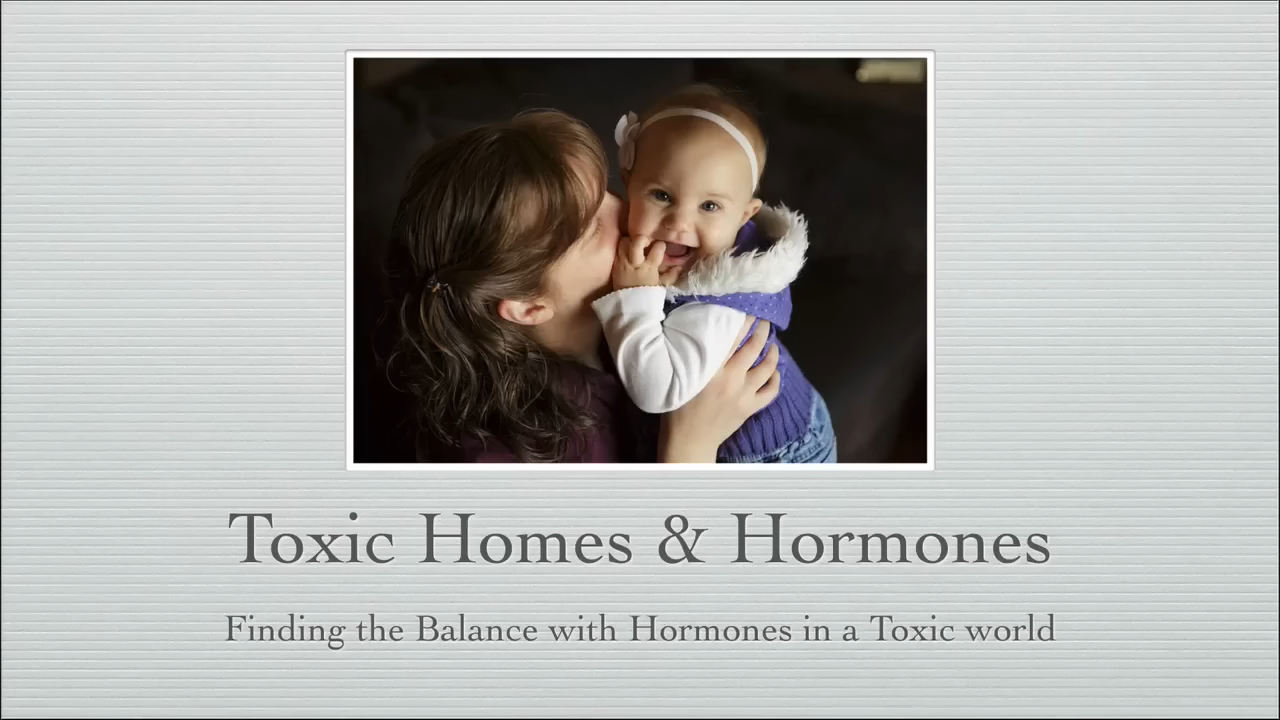 Toxic Homes & Hormones
Finding the Balance with Hormones in a Toxic world